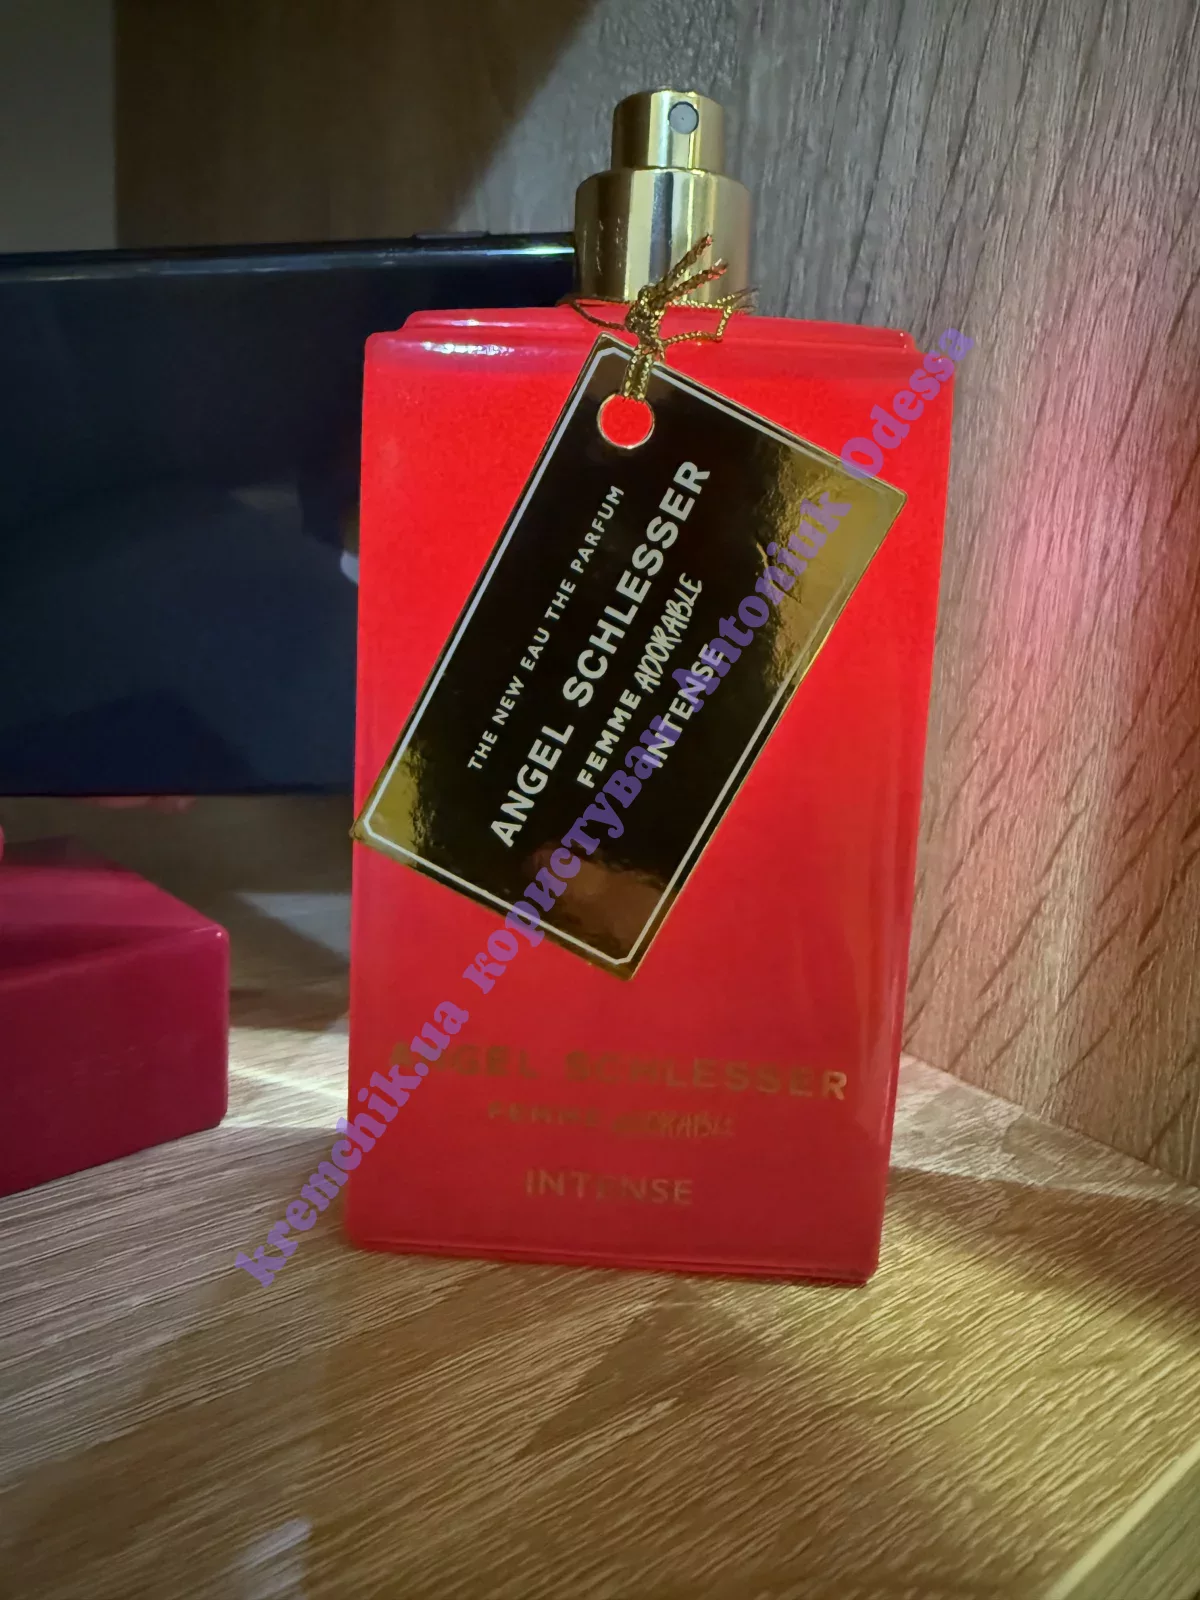 THE NEW EAU THE PARFUM
ANGEL SCHLESSER
FEMME ADORABLE
INTENSE
ANGEL SCHLESSER
FEMME ADORABLE
INTENSE
kremchik.ua користувач Antoniuk Odessa